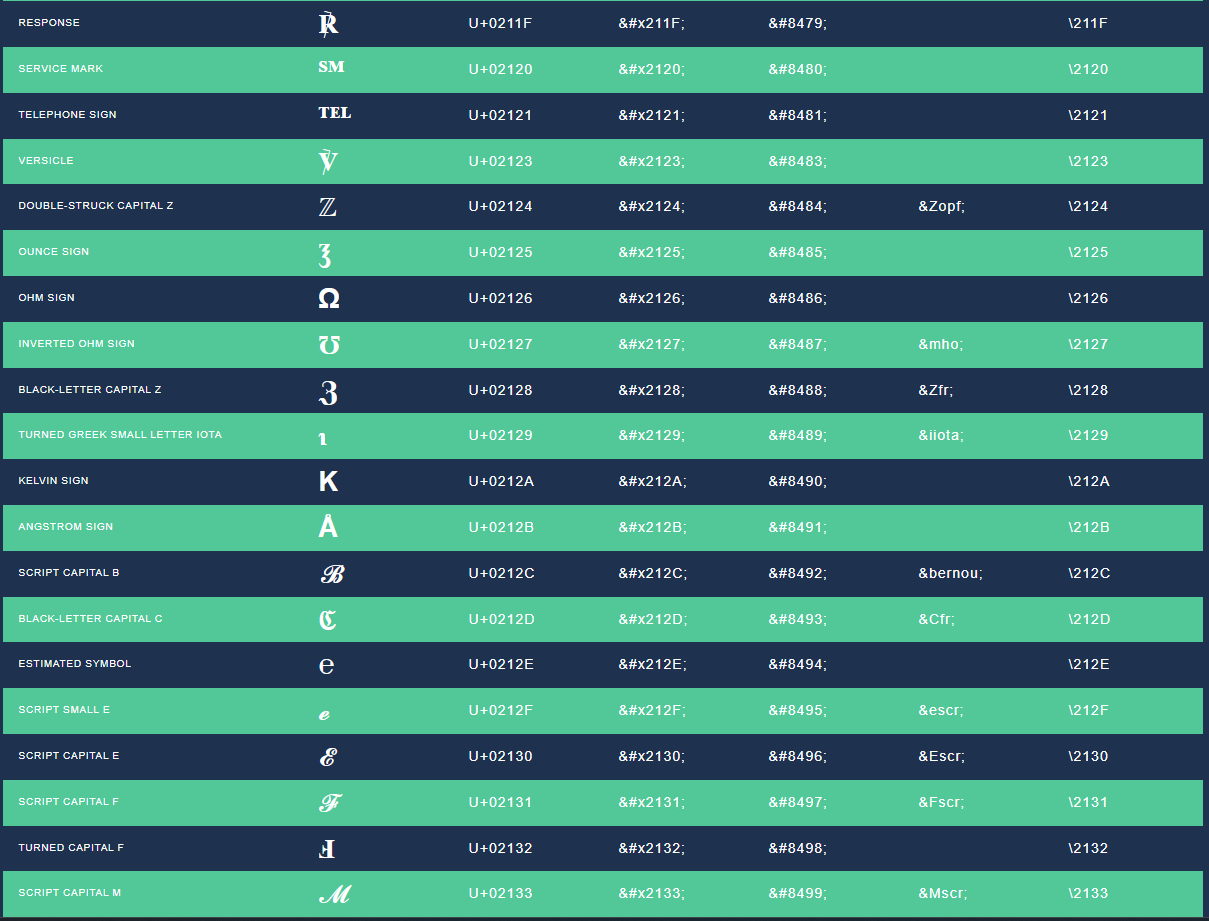 RESPONSE ℟ U+0211F &#x211F; &#8479; \211F
SERVICE MARK ℠ U+02120 &#x2120; &#8480; \2120
TELEPHONE SIGN ℡ U+02121 &#x2121; &#8481; \2121
VERSICLE ℣ U+02123 &#x2123; &#8483; \2123
DOUBLE-STRUCK CAPITAL Z ℤ U+02124 &#x2124; &#8484; &Zopf; \2124
OUNCE SIGN ℥ U+02125 &#x2125; &#8485; \2125
OHM SIGN Ω U+02126 &#x2126; &#8486; \2126
INVERTED OHM SIGN ℧ U+02127 &#x2127; &#8487; &mho; \2127
BLACK-LETTER CAPITAL Z ℨ U+02128 &#x2128; &#8488; &Zfr; \2128
TURNED GREEK SMALL LETTER IOTA ℩ U+02129 &#x2129; &#8489; &iiota; \2129
KELVIN SIGN K U+0212A &#x212A; &#8490; \212A
ANGSTROM SIGN Å U+0212B &#x212B; &#8491; \212B
SCRIPT CAPITAL B ℬ U+0212C &#x212C; &#8492; &bernou; \212C
BLACK-LETTER CAPITAL C ℭ U+0212D &#x212D; &#8493; &Cfr; \212D
ESTIMATED SYMBOL ℮ U+0212E &#x212E; &#8494; \212E
SCRIPT SMALL E ℯ U+0212F &#x212F; &#8495; &escr; \212F
SCRIPT CAPITAL E ℰ U+02130 &#x2130; &#8496; &Escr; \2130
SCRIPT CAPITAL F ℱ U+02131 &#x2131; &#8497; &Fscr; \2131
TURNED CAPITAL F Ⅎ U+02132 &#x2132; &#8498; \2132
SCRIPT CAPITAL M ℳ U+02133 &#x2133; &#8499; &Mscr; \2133